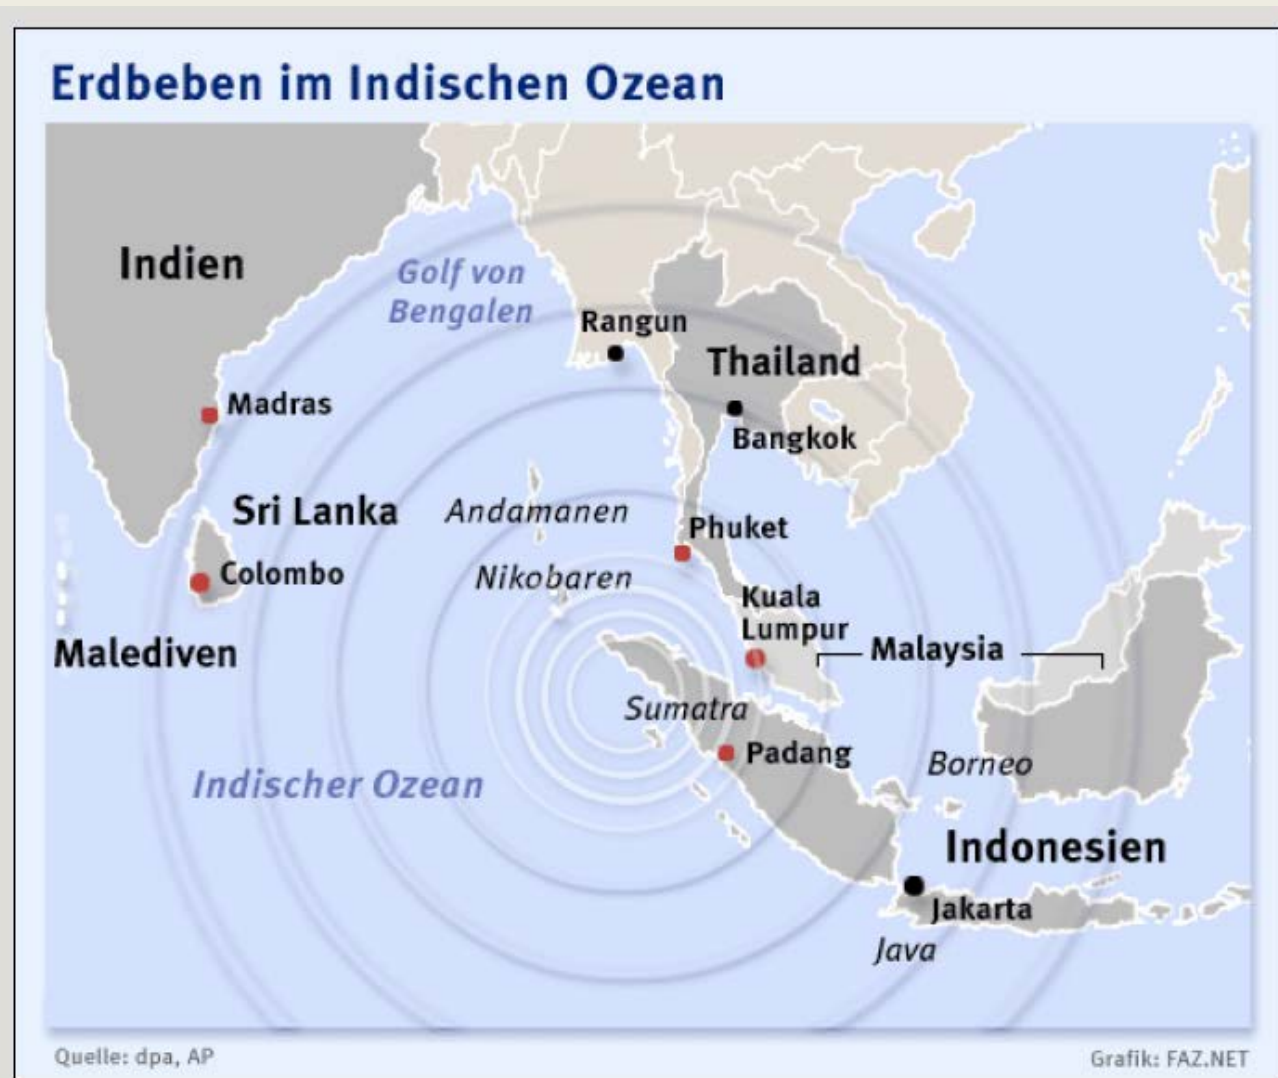 Erdbeben im Indischen Ozean
Indien
Golf von
Bengalen
Rangun
Thailand
Madras
Bangkok
Sri Lanka
Andamanen
Phuket
Colombo
Nikobaren
Kuala
Lumpur
Malediven
Malaysia
Sumatra
Padang
Borneo
Indischer Ozean
Indonesien
Jakarta
Java
Quelle: dpa, AP
Grafik: FAZ.NET